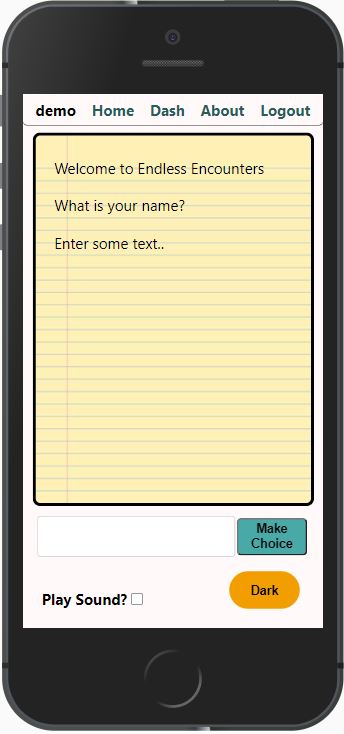 demo Home Dash About Logout
Welcome to Endless Encounters
What is your name?
Enter some text..
Make
Choice
Play Sound?
Dark